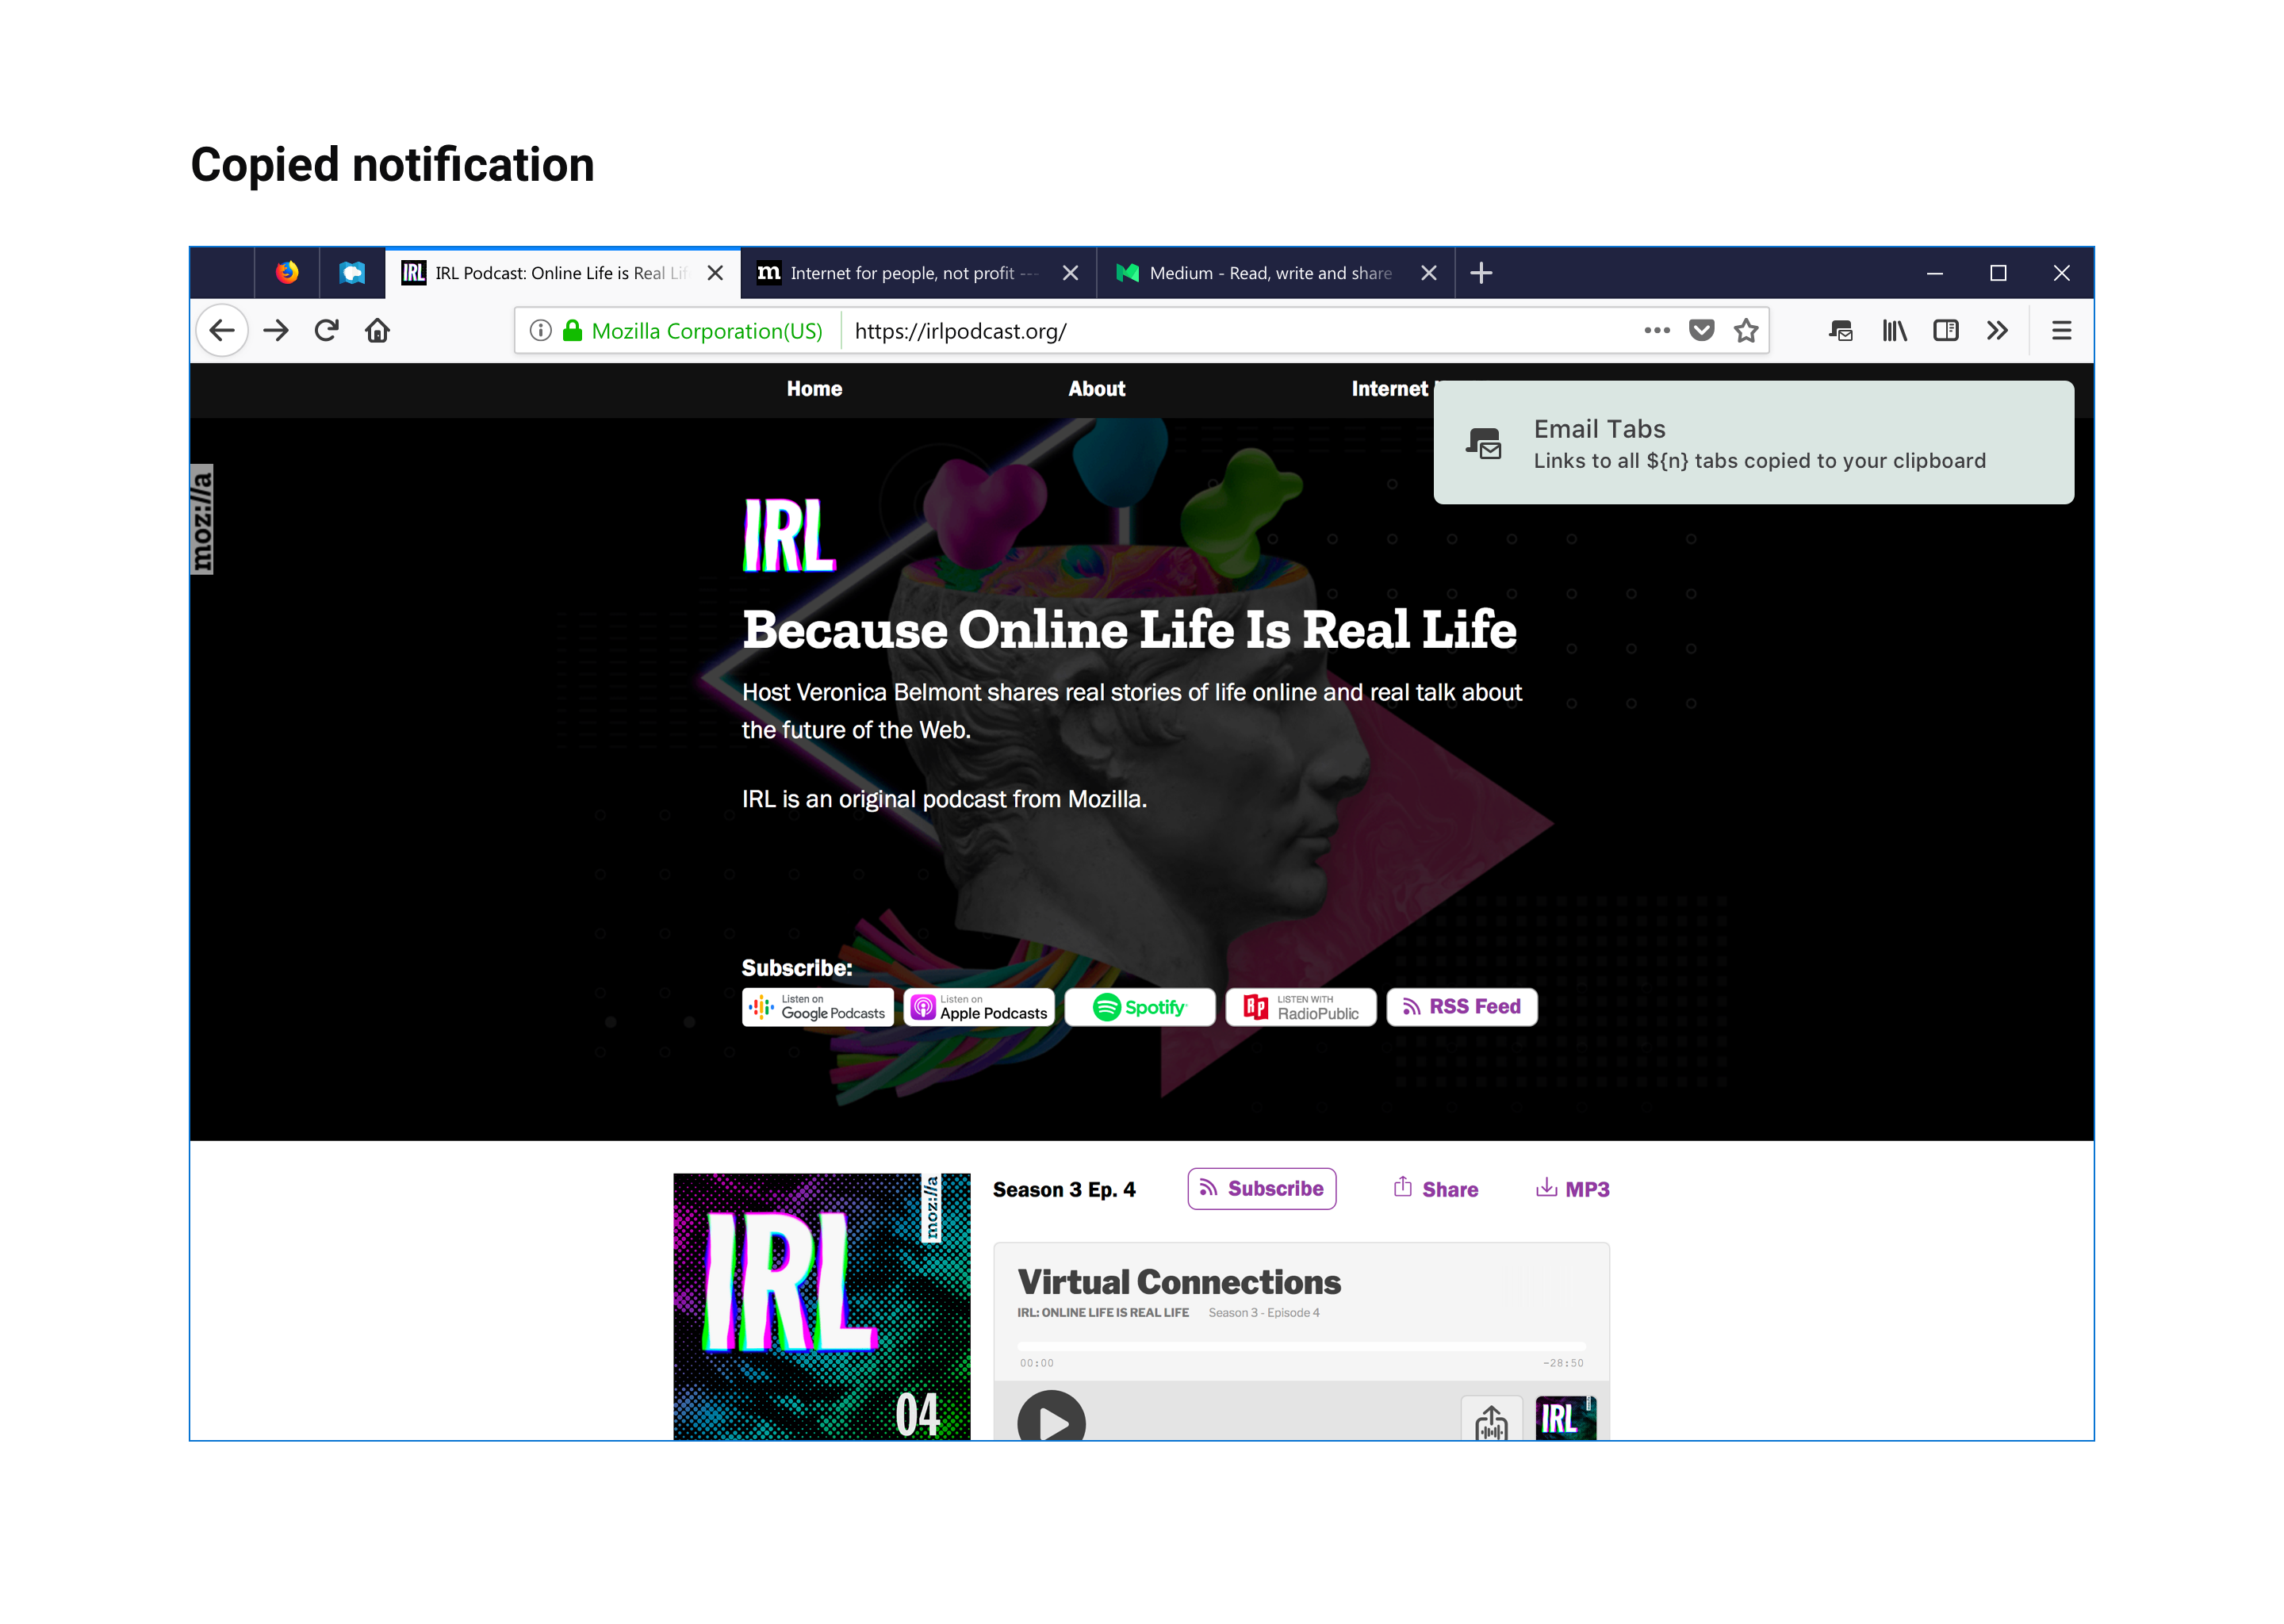 Copied notification
IRL IRL Podcast: Online Life is Real Lif
m Internet for people, not profit ---
Medium - Read, write and share
Mozilla Corporation(US)
https://irlpodcast.org/
Home
About
Internet
Email Tabs
Links to all ${n} tabs copied to your clipboard
moz://a
IRL
Because Online Life Is Real Life
Host Veronica Belmont shares real stories of life online and real talk about
the future of the Web.
IRL is an original podcast from Mozilla.
Subscribe:
Listen on
Google Podcasts
Listen on
Apple Podcasts
Spotify
RP
LISTEN WITH
RadioPublic
RSS Feed
moz://a
IRL
04
Season 3 Ep. 4
Subscribe
Share
MP3
Virtual Connections
IRL: ONLINE LIFE IS REAL LIFE Season 3 - Episode 4
00:00
-28:50
IRL